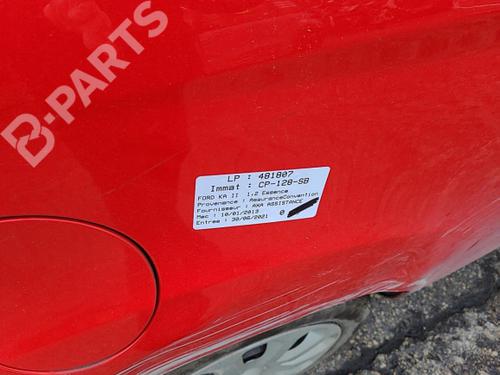 B-PARTS
LP : 481807
Immat : CP-128-SB
FORD KA II 1.2 Essence
Provenance : AssuranceConvention
Fournisseur : AXA ASSISTANCE
Mec : 10/01/2013 0
Entree : 30/06/2021